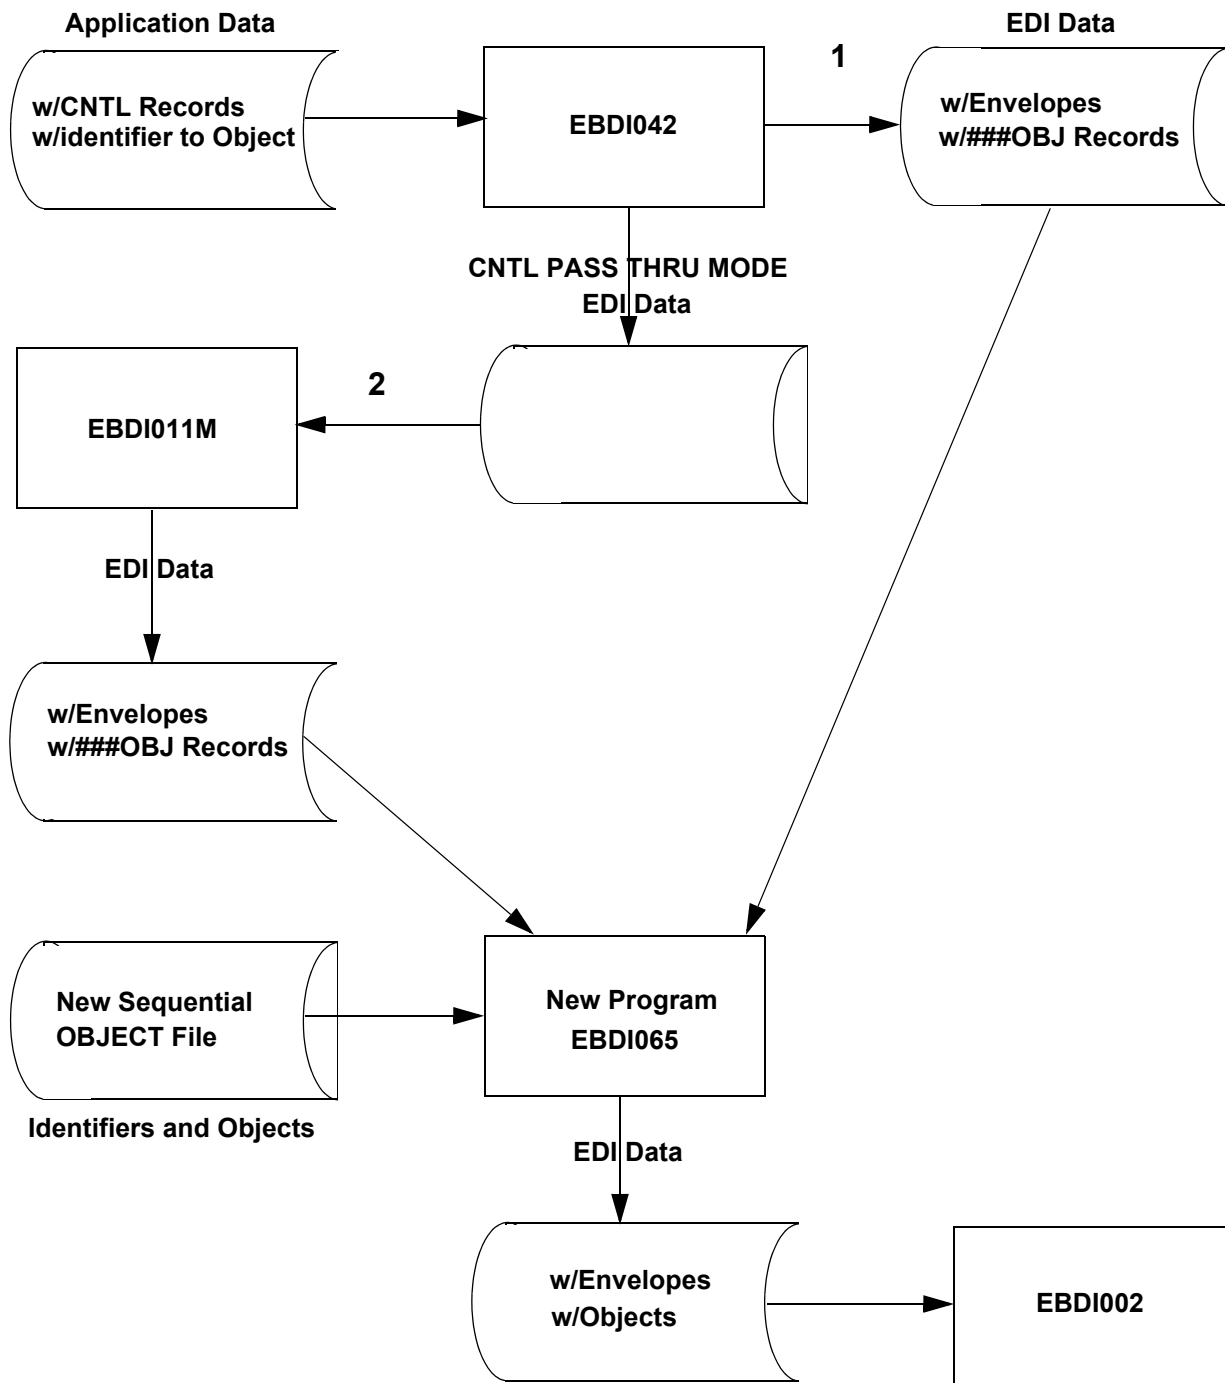 Application Data
EDI Data
1
w/CNTL Records
w/identifier to Object
EBDI042
w/Envelopes
w/###OBJ Records
CNTL PASS THRU MODE
EDI Data
2
EBDI011M
EDI Data
w/Envelopes
w/###OBJ Records
New Sequential
OBJECT File
New Program
EBDI065
Identifiers and Objects
EDI Data
w/Envelopes
w/Objects
EBDI002